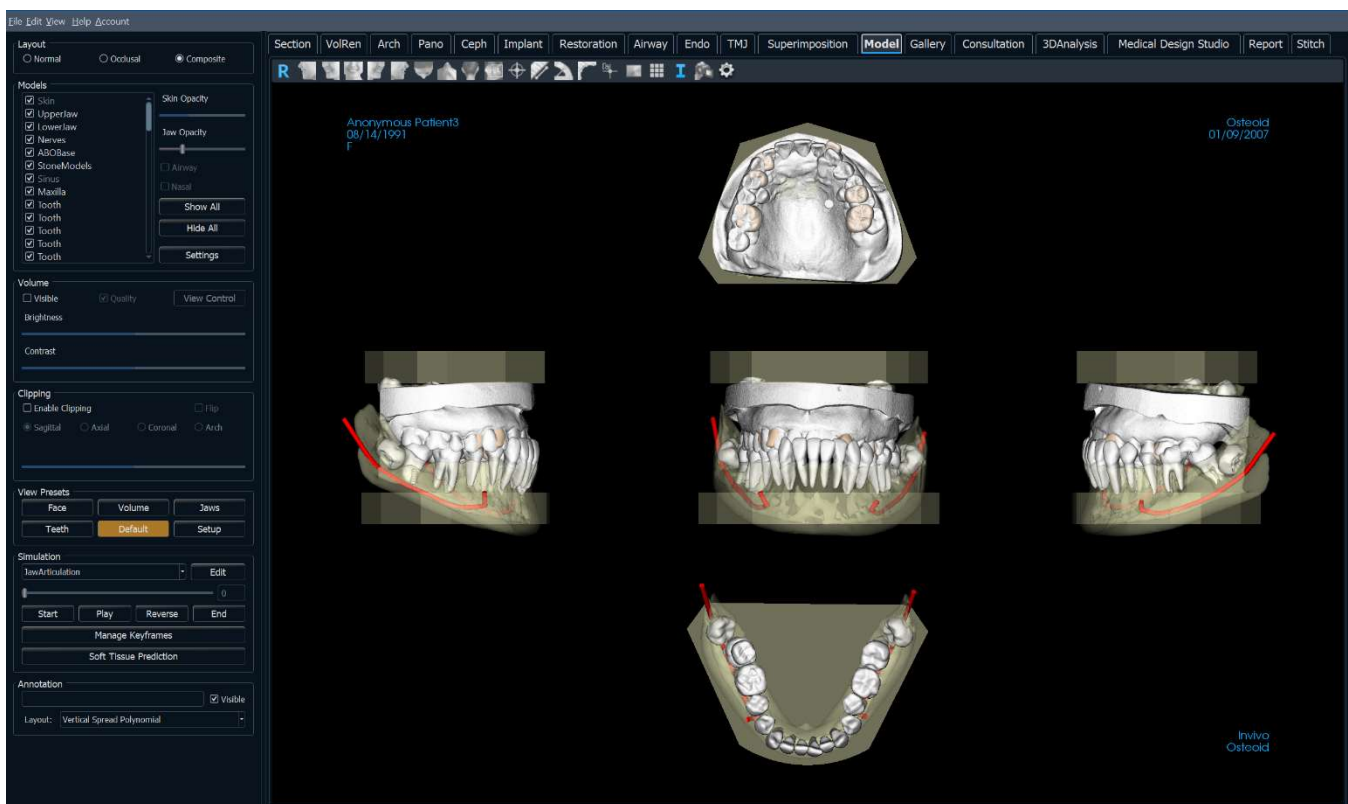 File Edit View Help Account
Layout
Normal Occlusal Composite
Models
Skin
UpperJaw
LowerJaw
Nerves
ABOBase
StoneModels
Sinus
Maxilla
Tooth
Tooth
Tooth
Tooth
Tooth
Skin Opacity
Jaw Opacity
Airway
Nasal
Show All
Hide All
Settings
Volume
Visible Quality View Control
Brightness
Contrast
Clipping
Enable Clipping Flip
Sagittal Axial Coronal Arch
View Presets
Face Volume Jaws
Teeth Default Setup
Simulation
JawArticulation Edit
0
Start Play Reverse End
Manage Keyframes
Soft Tissue Prediction
Annotation
Visible
Layout: Vertical Spread Polynomial
Section VolRen Arch Pano Ceph Implant Restoration Airway Endo TMJ Superimposition Model Gallery Consultation 3DAnalysis Medical Design Studio Report Stitch
R I
Anonymous Patient3
08/14/1991
F
Osteoid
01/09/2007
Invivo
Osteoid